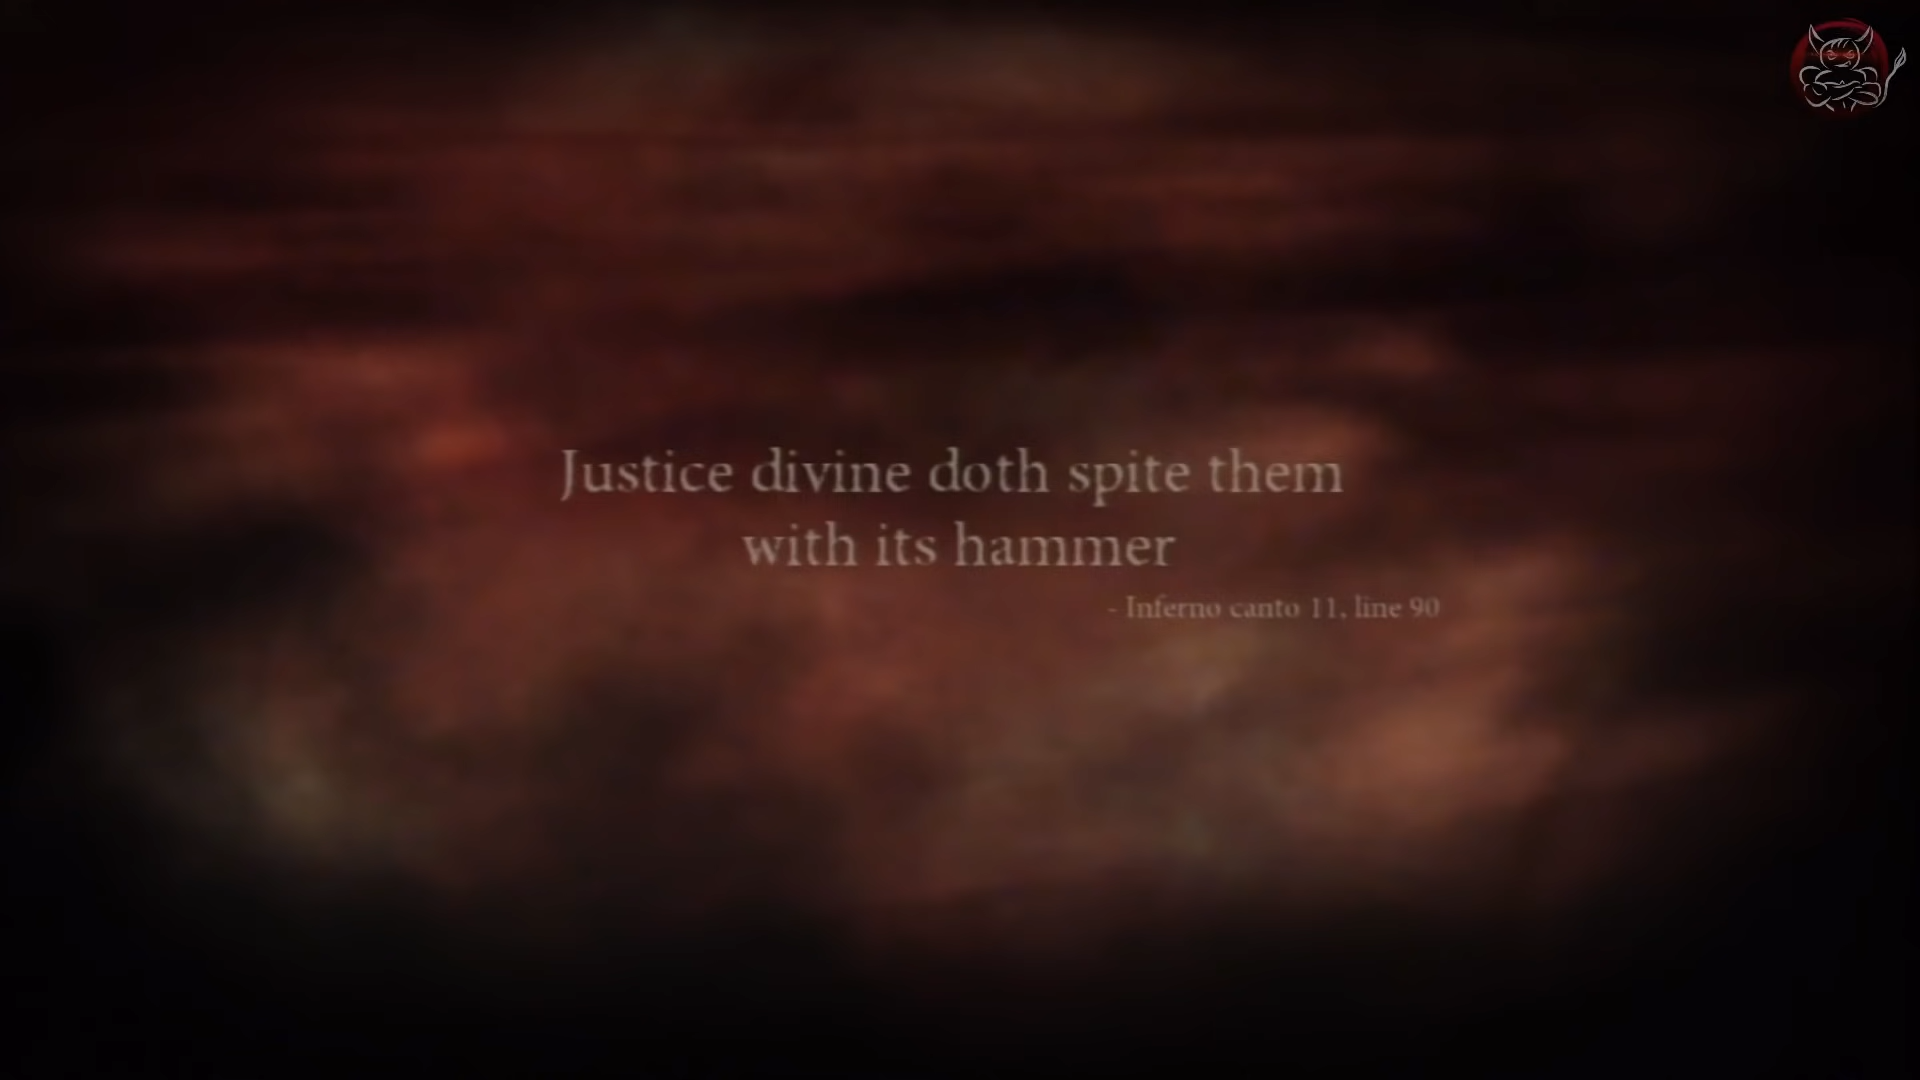 Justice divine doth spite them
with its hammer
- Inferno canto 11, line 90